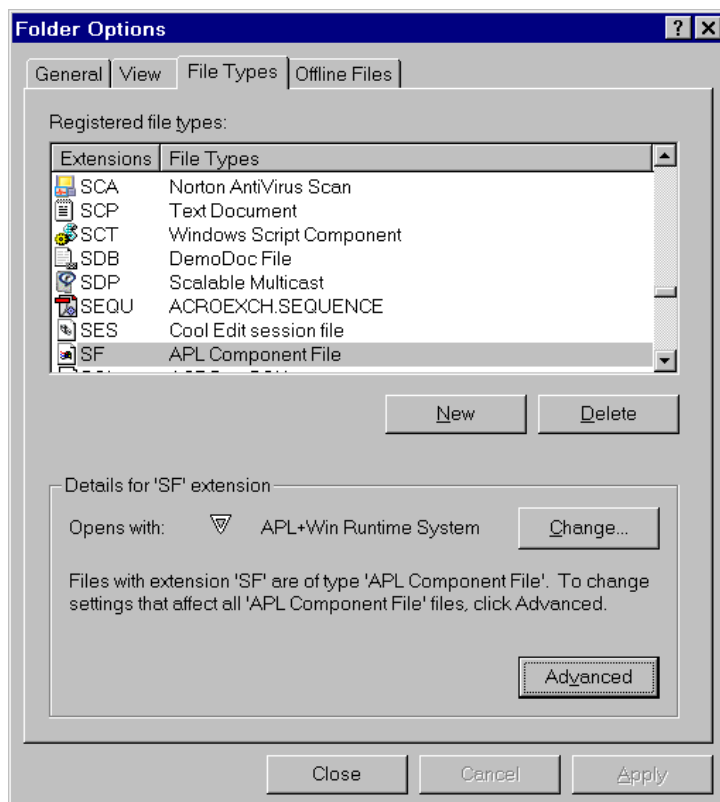 Folder Options
General View File Types Offline Files
Registered file types:
Extensions File Types
SCA Norton AntiVirus Scan
SCP Text Document
SCT Windows Script Component
SDB DemoDoc File
SDP Scalable Multicast
SEQU ACROEXCH.SEQUENCE
SES Cool Edit session file
SF APL Component File
New Delete
Details for 'SF' extension
Opens with: APL+Win Runtime System Change...
Files with extension 'SF' are of type 'APL Component File'. To change
settings that affect all 'APL Component File' files, click Advanced.
Advanced
Close Cancel Apply